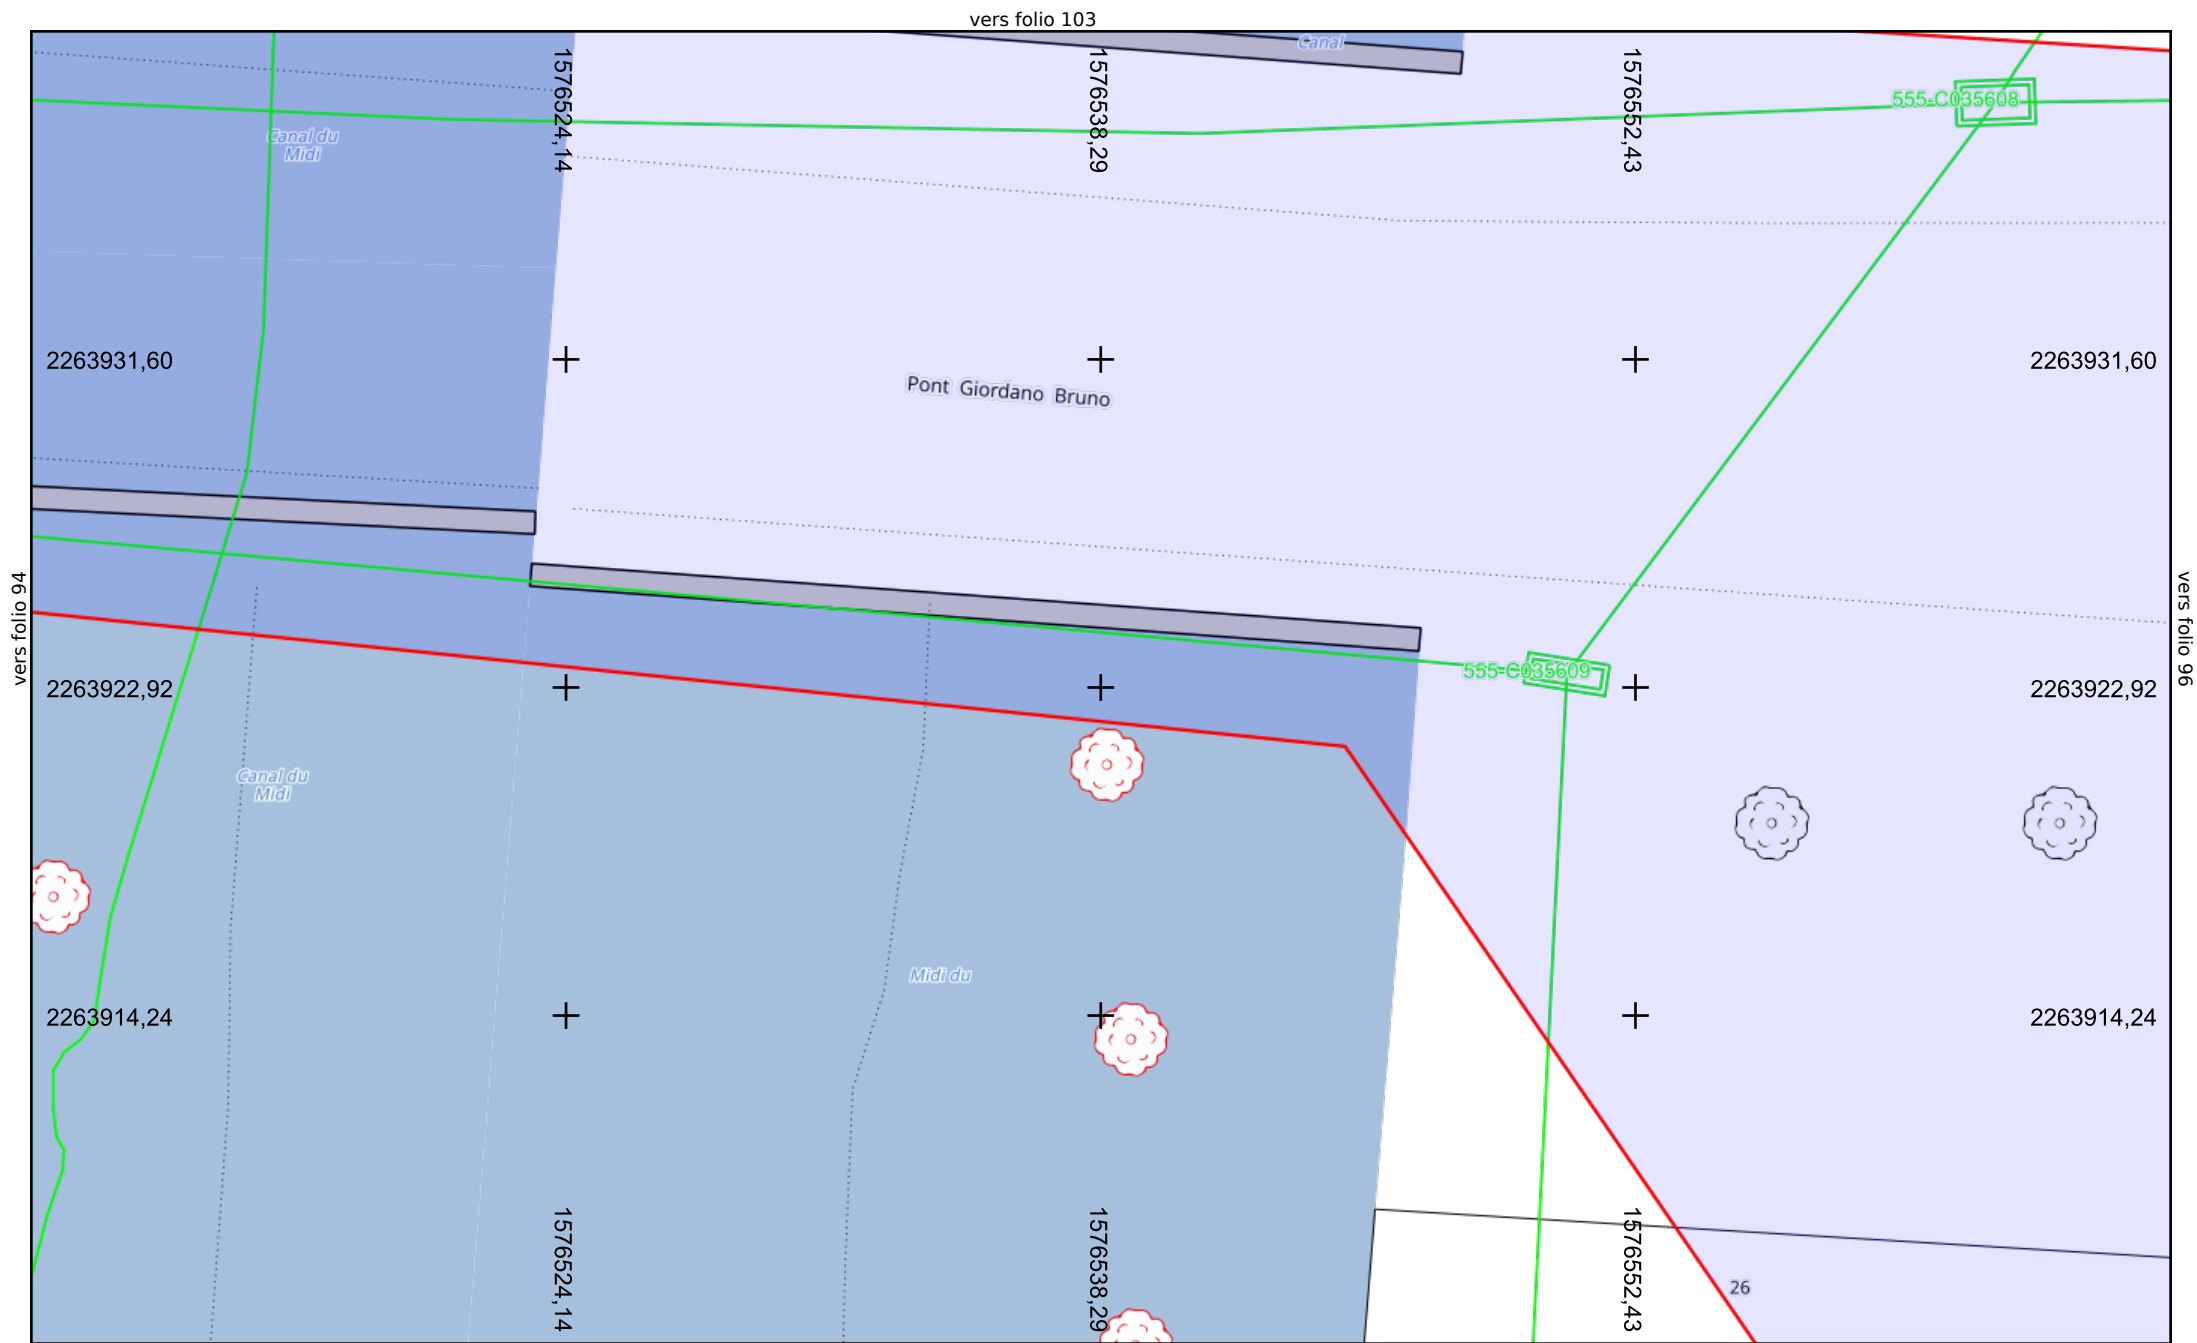 vers folio 103
Canal
1576524,14
1576538,29
1576552,43
555-C035608
Canal du
Midi
2263931,60
2263931,60
Pont Giordano Bruno
vers folio 94
vers folio 96
555-C035609
2263922,92
2263922,92
Canal du
Midi
Midi du
2263914,24
2263914,24
1576524,14
1576538,29
1576552,43
26